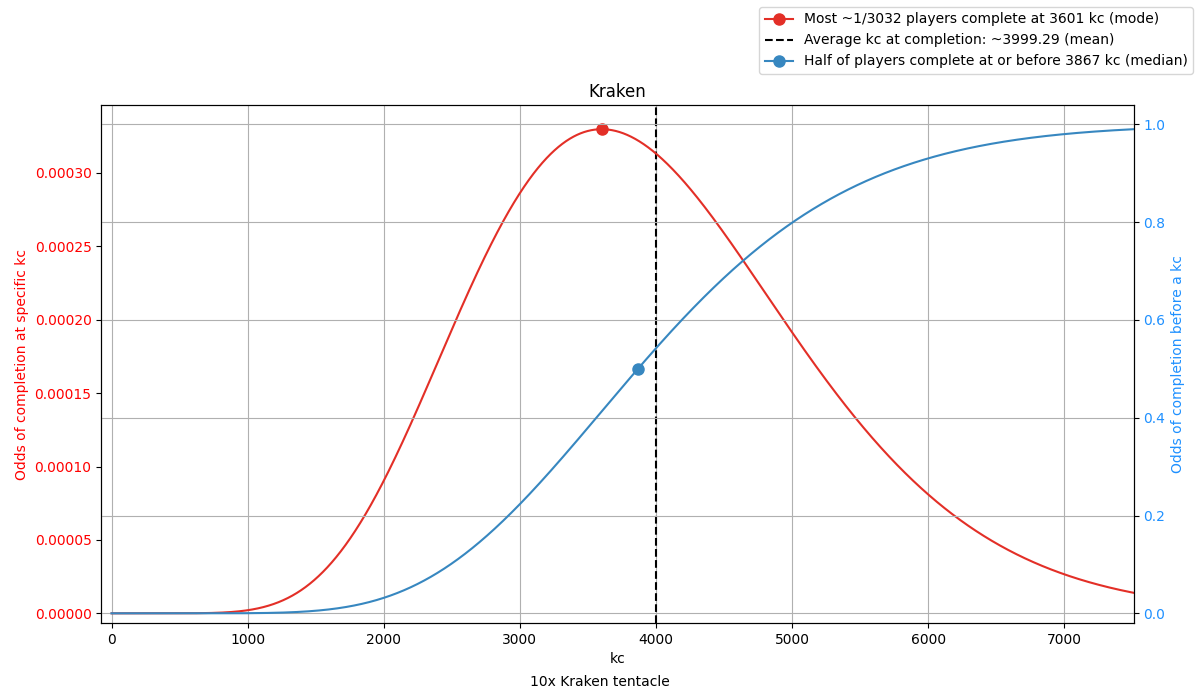 Most ~1/3032 players complete at 3601 kc (mode)
Average kc at completion: ~3999.29 (mean)
Half of players complete at or before 3867 kc (median)
Kraken
Odds of completion at specific kc
0.00030
0.00025
0.00020
0.00015
0.00010
0.00005
0.00000
1.0
0.8
0.6
0.4
0.2
0.0
Odds of completion before a kc
0 1000 2000 3000 4000 5000 6000 7000
kc
10x Kraken tentacle